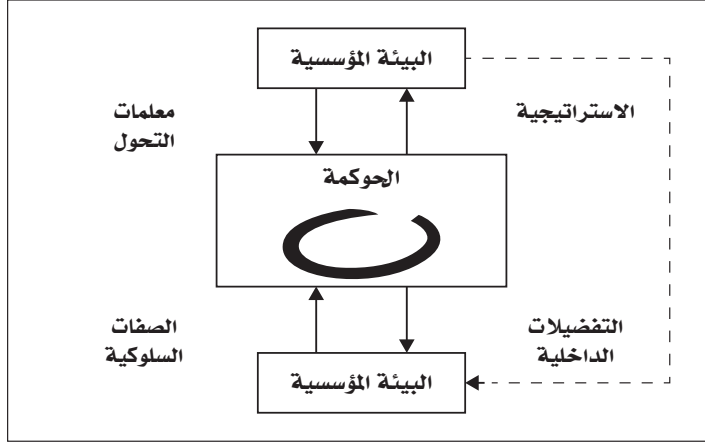 البيئة المؤسسية
معلمات
التحول
الاستراتيجية
الحوكمة
الصفات
السلوكية
التفضيلات
الداخلية
البيئة المؤسسية